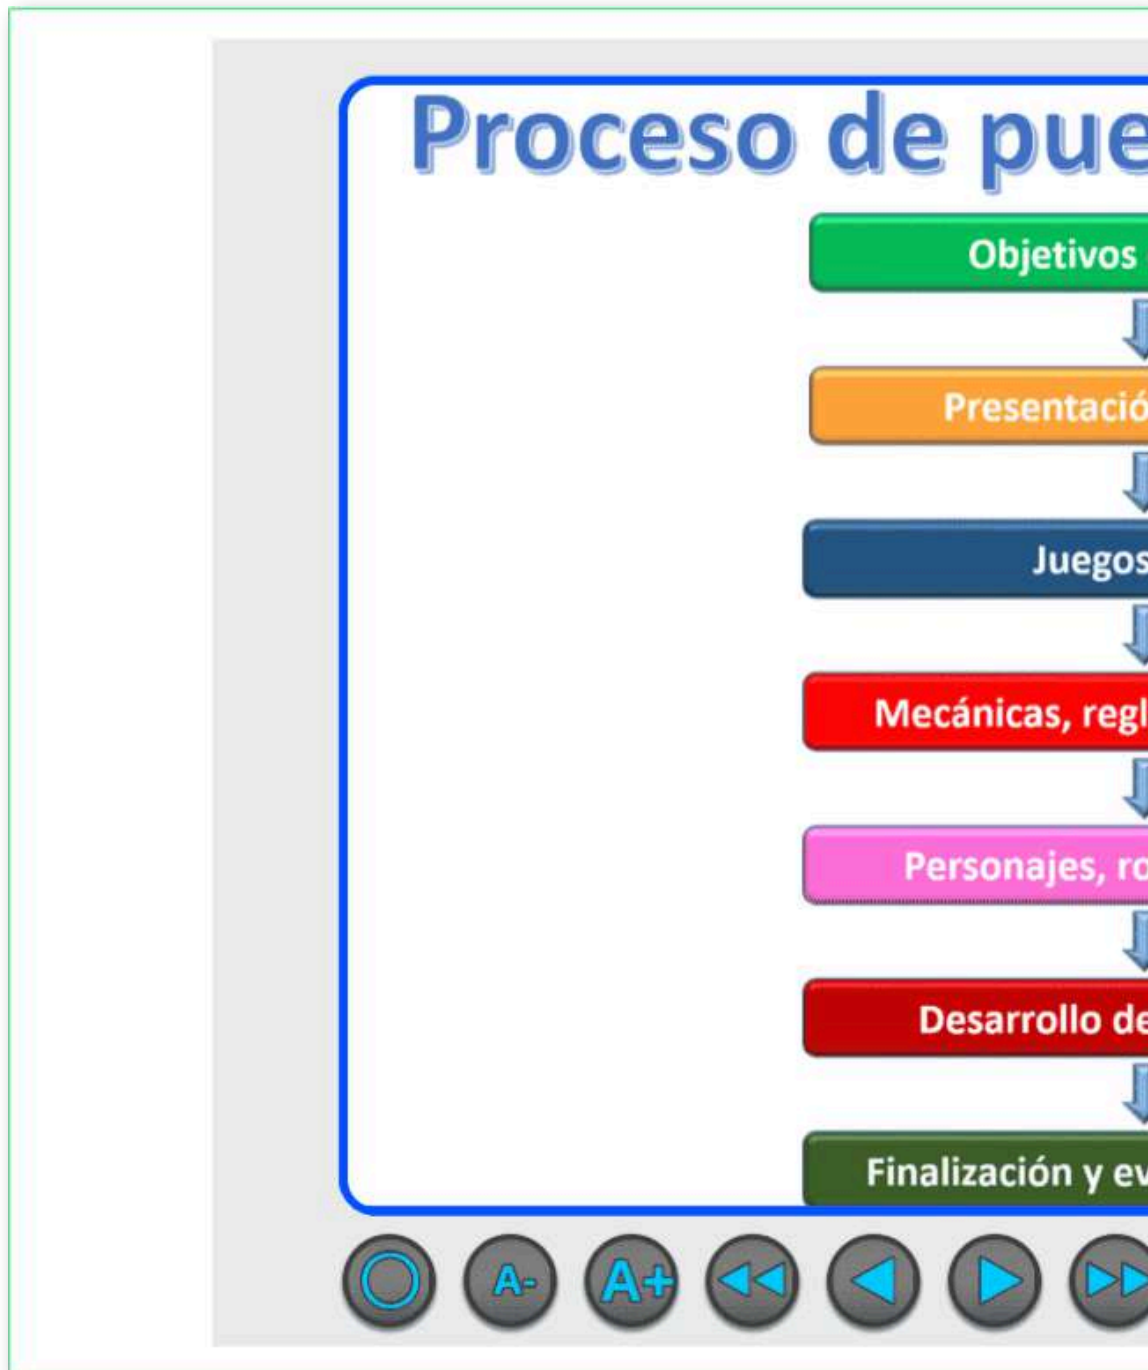 Proceso de pue
Objetivos
Presentació
Juegos
Mecánicas, regl
Personajes, ro
Desarrollo de
Finalización y ev
A- A+